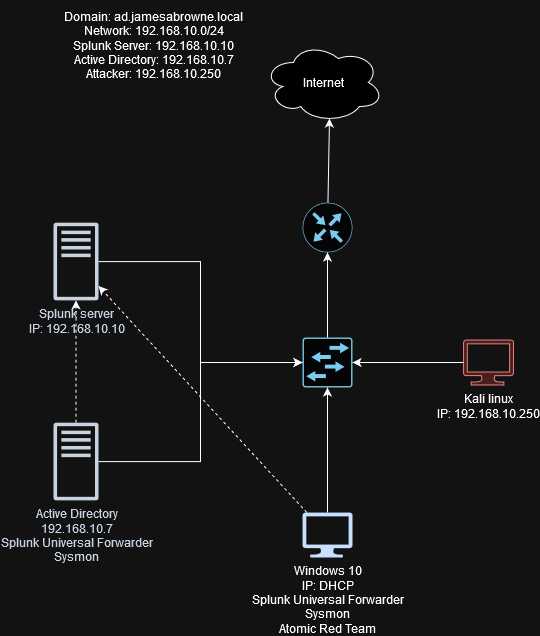 Domain: ad.jamesabrowne.local
Network: 192.168.10.0/24
Splunk Server: 192.168.10.10
Active Directory: 192.168.10.7
Attacker: 192.168.10.250
Internet
Splunk server
IP: 192.168.10.10
Kali linux
IP: 192.168.10.250
Active Directory
192.168.10.7
Splunk Universal Forwarder
Sysmon
Windows 10
IP: DHCP
Splunk Universal Forwarder
Sysmon
Atomic Red Team